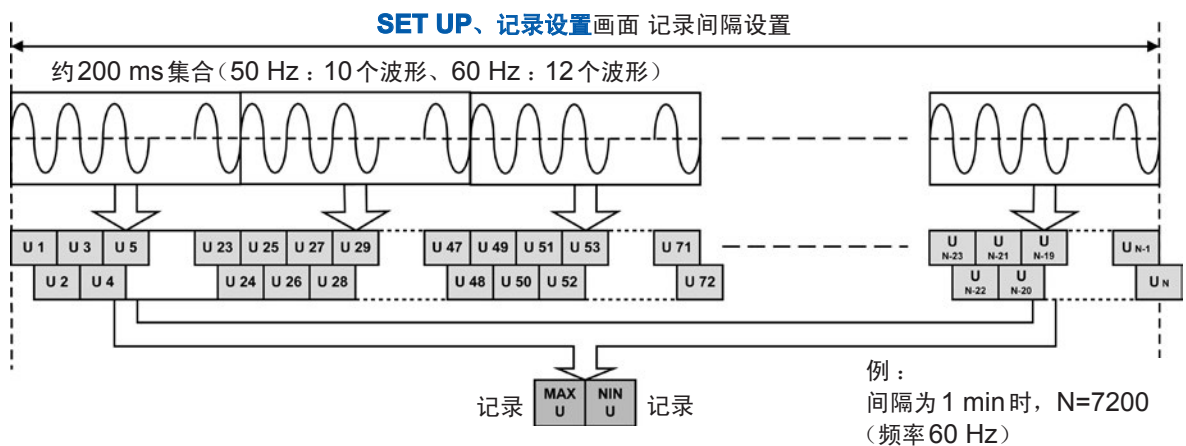 SET UP、记录设置画面 记录间隔设置
约200 ms集合（50 Hz：10个波形、60 Hz：12个波形）
U 1 U 3 U 5 U 23 U 25 U 27 U 29 U 47 U 49 U 51 U 53 U 71 U N-23 U N-21 U N-19 U N-1
U 2 U 4 U 24 U 26 U 28 U 48 U 50 U 52 U 72 U N-22 U N-20 U N
记录 MAX U NIN U 记录
例：
间隔为1 min时，N=7200
（频率60 Hz）